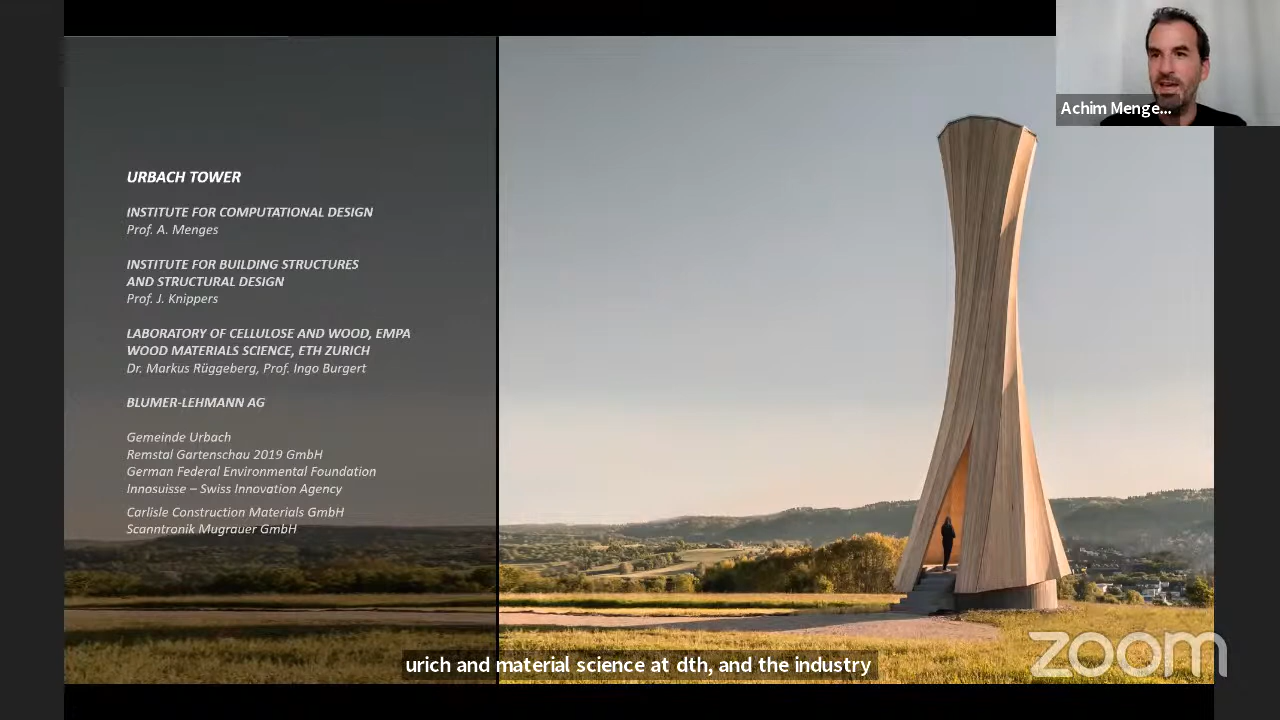 Achim Menge...
URBACH TOWER
INSTITUTE FOR COMPUTATIONAL DESIGN
Prof. A. Menges
INSTITUTE FOR BUILDING STRUCTURES
AND STRUCTURAL DESIGN
Prof. J. Knippers
LABORATORY OF CELLULOSE AND WOOD, EMPA
WOOD MATERIALS SCIENCE, ETH ZURICH
Dr. Markus Rüggeberg, Prof. Ingo Burgert
BLUMER-LEHMANN AG
Gemeinde Urbach
Remstal Gartenschau 2019 GmbH
German Federal Environmental Foundation
Innosuisse – Swiss Innovation Agency
Carlisle Construction Materials GmbH
Scanntronik Mugrauer GmbH
urich and material science at dth, and the industry
zoom